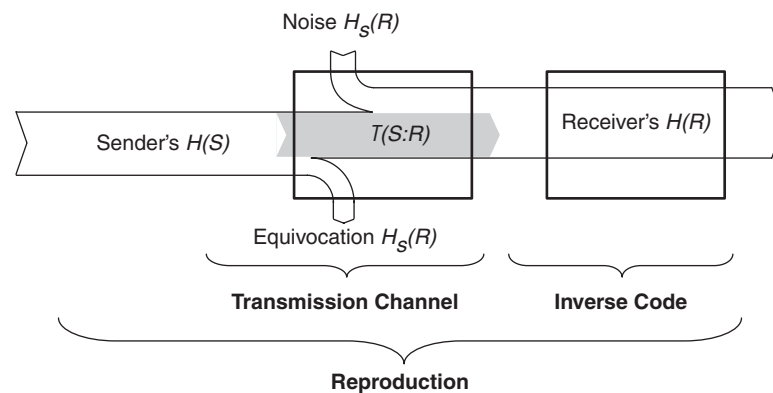 Noise H_S(R)
Sender's H(S)
T(S:R)
Receiver's H(R)
Equivocation H_S(R)
Transmission Channel
Inverse Code
Reproduction